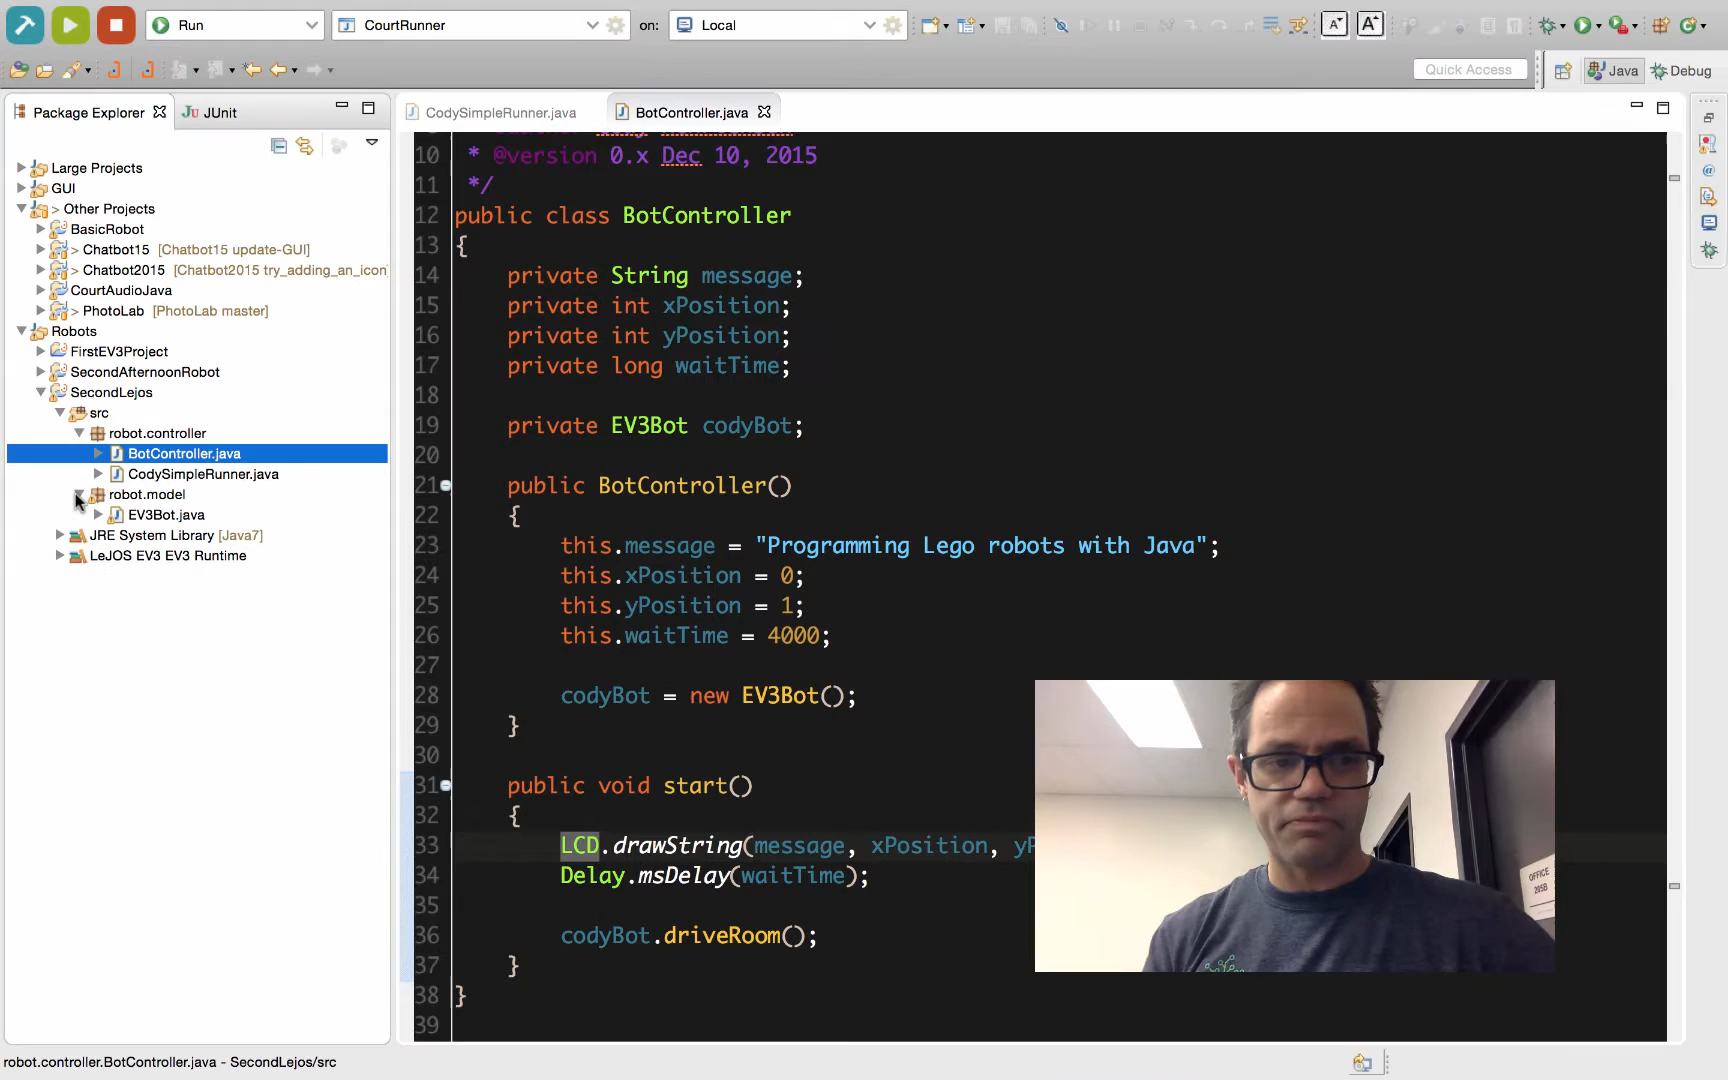 Run
CourtRunner
on:
Local
Quick Access
Java
Debug
Package Explorer
JUnit
CodySimpleRunner.java
BotController.java
Large Projects
GUI
> Other Projects
BasicRobot
> Chatbot15 [Chatbot15 update-GUI]
> Chatbot2015 [Chatbot2015 try_adding_an_icon]
CourtAudioJava
> PhotoLab [PhotoLab master]
Robots
FirstEV3Project
SecondAfternoonRobot
SecondLejos
src
robot.controller
BotController.java
CodySimpleRunner.java
robot.model
EV3Bot.java
JRE System Library [Java7]
LeJOS EV3 EV3 Runtime
10 * @version 0.x Dec 10, 2015
11 */
12 public class BotController
13 {
14 private String message;
15 private int xPosition;
16 private int yPosition;
17 private long waitTime;
18
19 private EV3Bot codyBot;
20
21 public BotController()
22 {
23 this.message = "Programming Lego robots with Java";
24 this.xPosition = 0;
25 this.yPosition = 1;
26 this.waitTime = 4000;
27
28 codyBot = new EV3Bot();
29 }
30
31 public void start()
32 {
33 LCD.drawString(message, xPosition, yP
34 Delay.msDelay(waitTime);
35
36 codyBot.driveRoom();
37 }
38 }
39
OFFICE
205B
robot.controller.BotController.java - SecondLejos/src